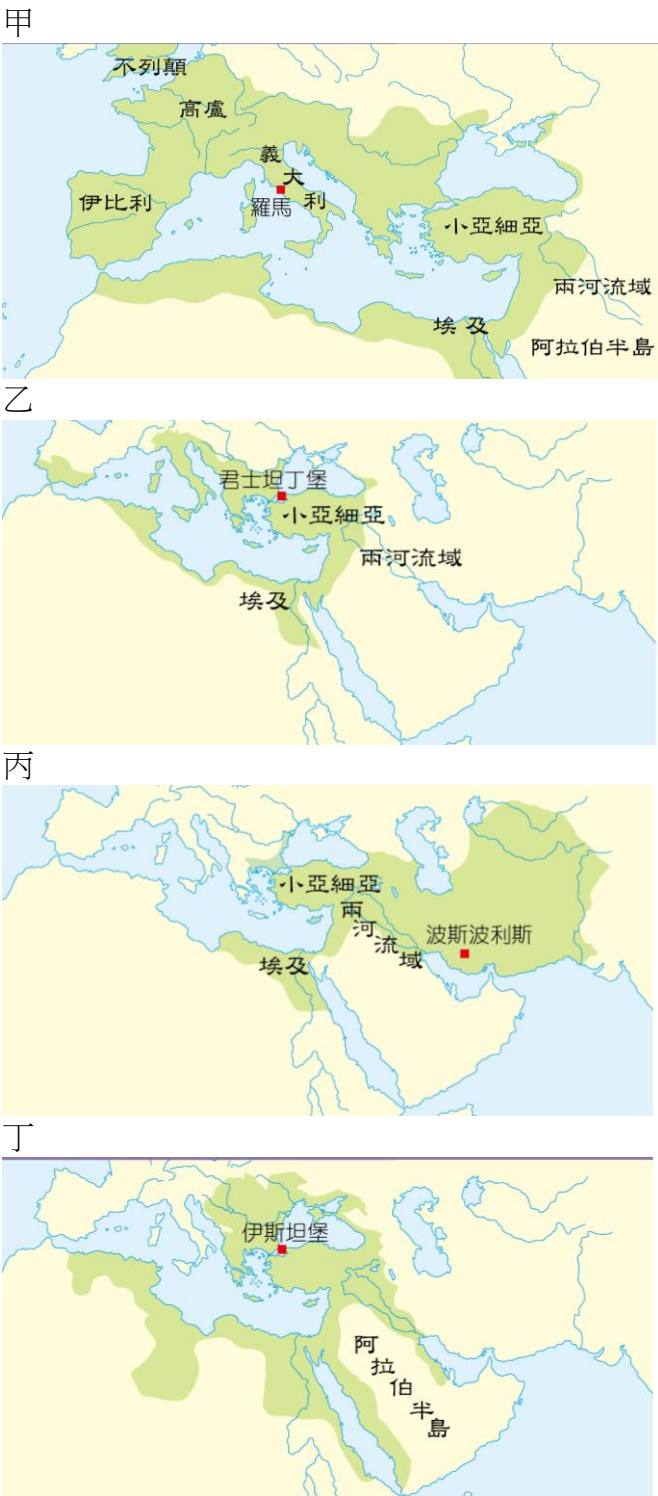 甲
不列顛
高盧
義大利
伊比利
羅馬
小亞細亞
兩河流域
埃及
阿拉伯半島
乙
君士坦丁堡
小亞細亞
兩河流域
埃及
丙
小亞細亞
兩河流域
波斯波利斯
埃及
丁
伊斯坦堡
阿拉伯半島